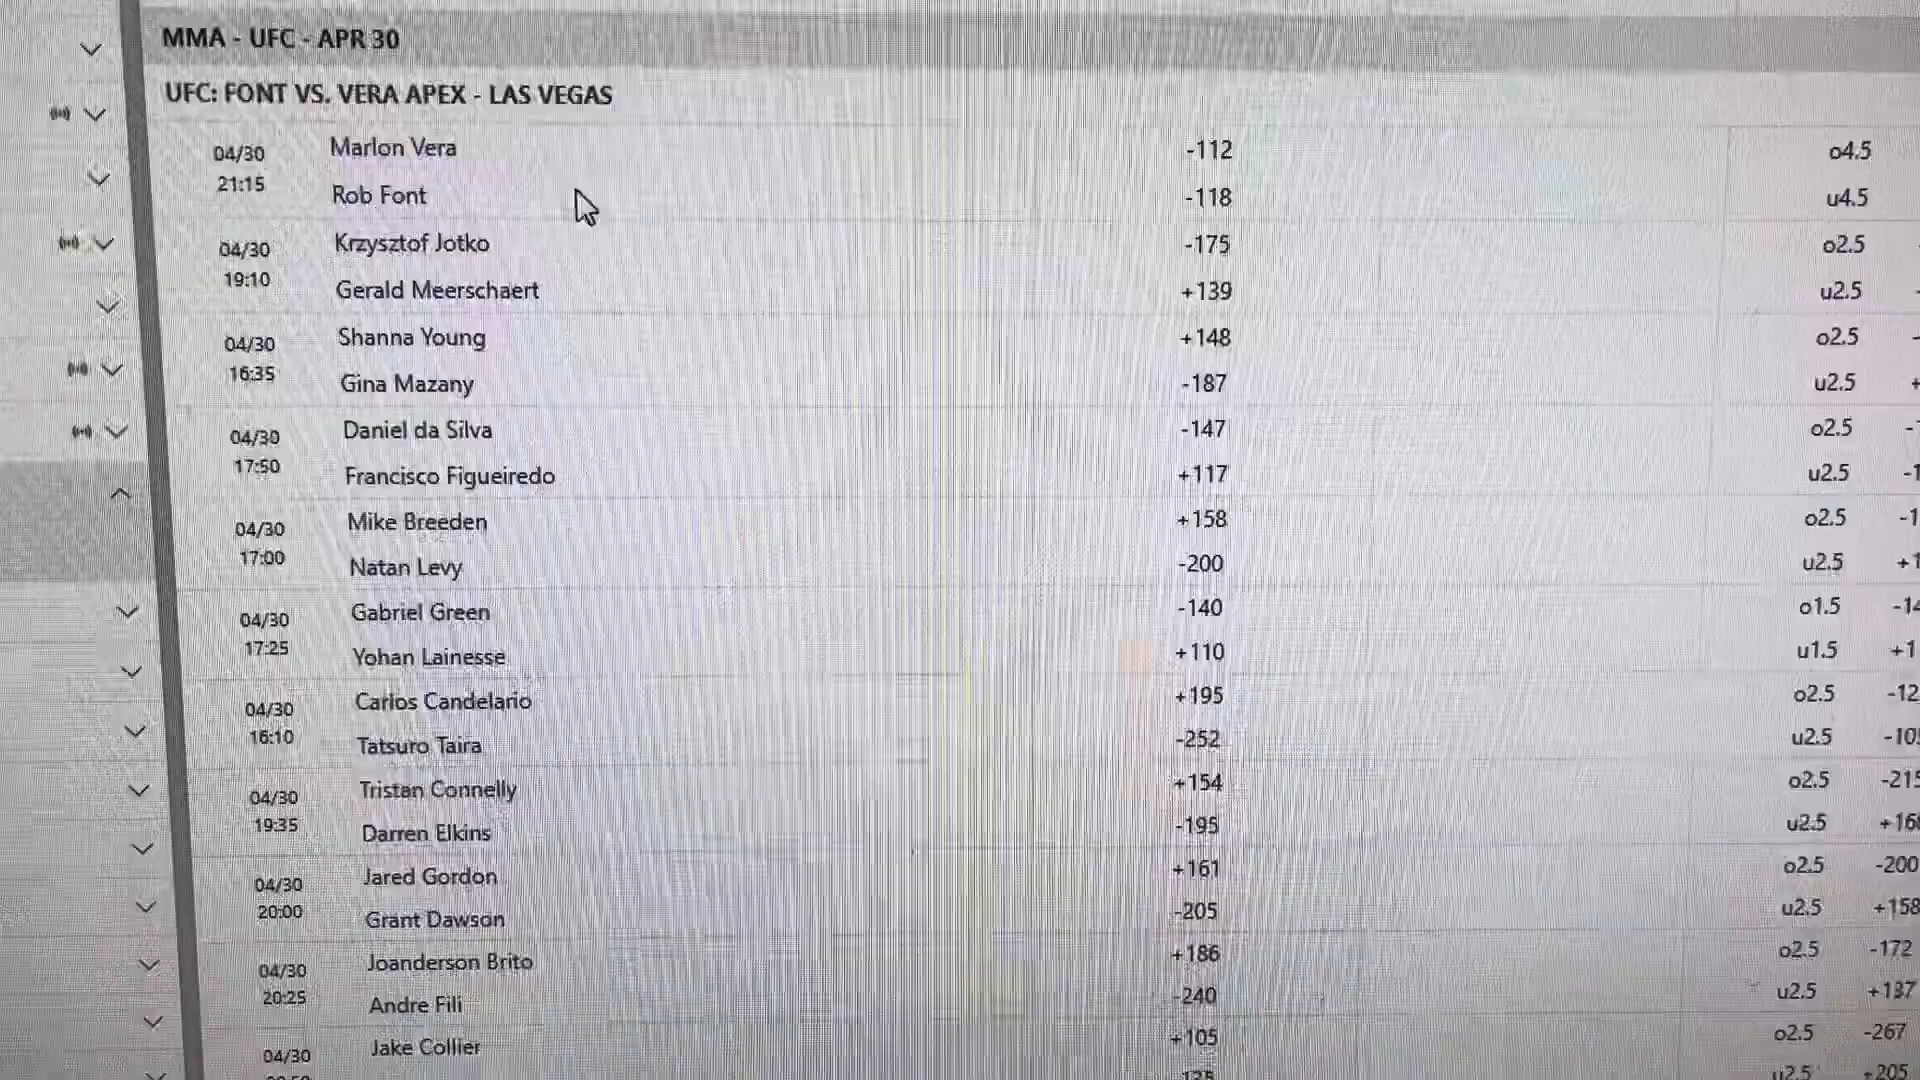 MMA - UFC - APR 30
UFC: FONT VS. VERA APEX - LAS VEGAS
04/30 21:15 Marlon Vera -112 o4.5
Rob Font -118 u4.5
04/30 19:10 Krzysztof Jotko -175 o2.5
Gerald Meerschaert +139 u2.5
04/30 16:35 Shanna Young +148 o2.5
Gina Mazany -187 u2.5
04/30 17:50 Daniel da Silva -147 o2.5
Francisco Figueiredo +117 u2.5
04/30 17:00 Mike Breeden +158 o2.5
Natan Levy -200 u2.5
04/30 17:25 Gabriel Green -140 o1.5
Yohan Lainesse +110 u1.5
04/30 16:10 Carlos Candelario +195 o2.5
Tatsuro Taira -252 u2.5
04/30 19:35 Tristan Connelly +154 o2.5 -215
Darren Elkins -195 u2.5
04/30 20:00 Jared Gordon +161 o2.5 -200
Grant Dawson -205 u2.5 +158
04/30 20:25 Joanderson Brito +186 o2.5 -172
Andre Fili -240 u2.5 +137
04/30 Jake Collier +105 o2.5 -267
u2.5 +205